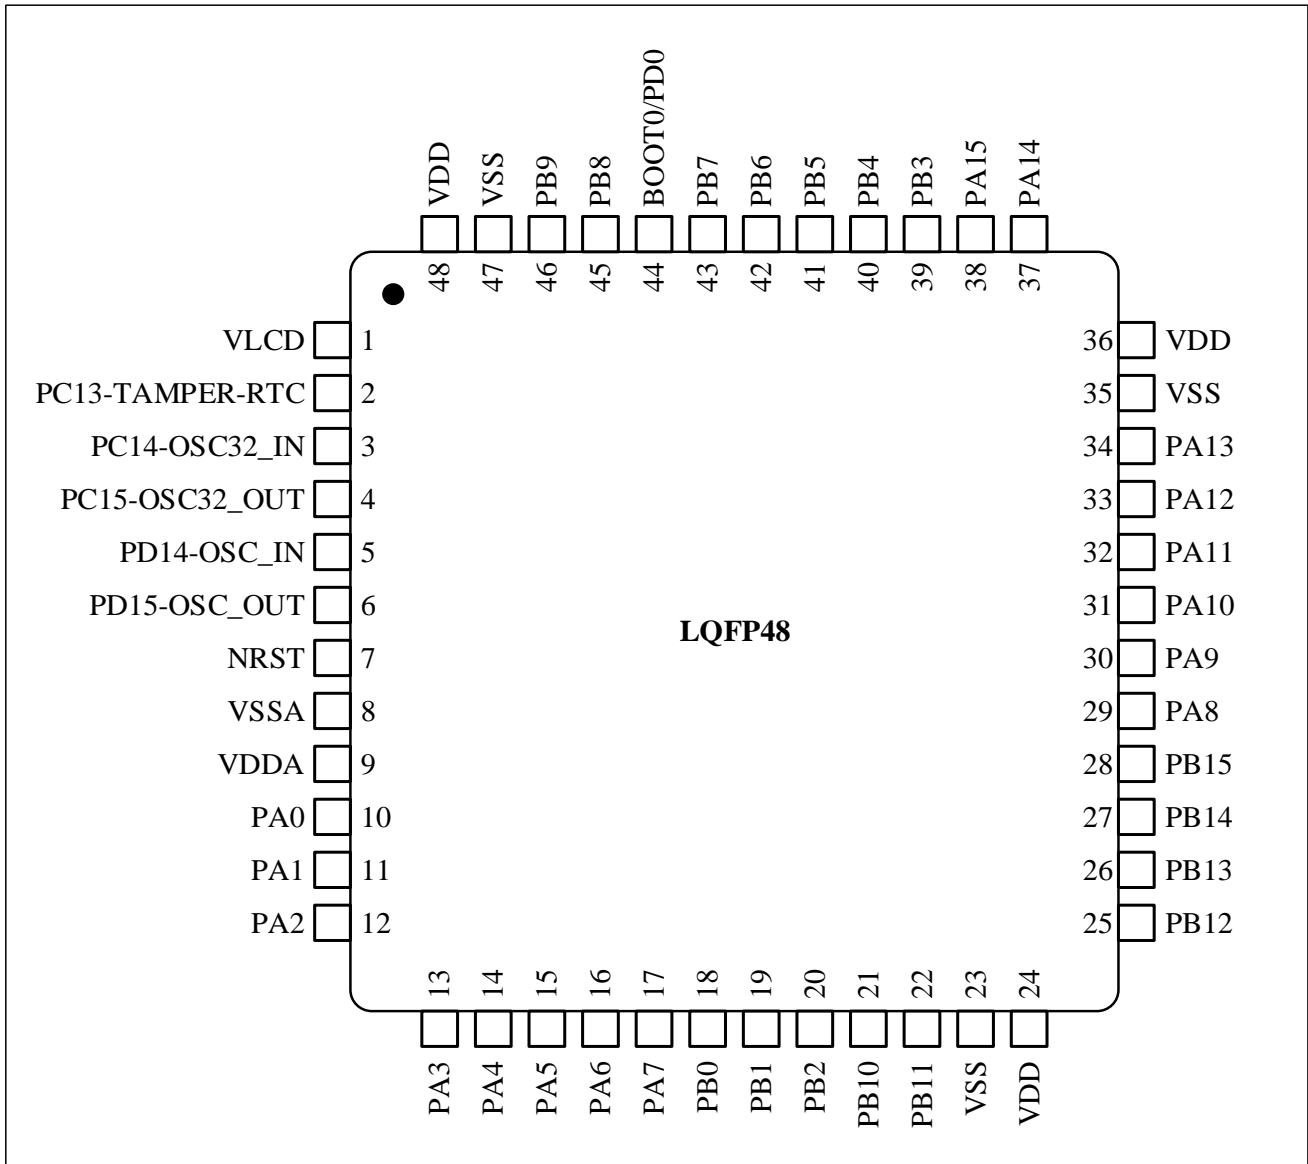 VDD VSS PB9 PB8 BOOT0/PD0 PB7 PB6 PB5 PB4 PB3 PA15 PA14
48 47 46 45 44 43 42 41 40 39 38 37
VLCD 1 36 VDD
PC13-TAMPER-RTC 2 35 VSS
PC14-OSC32_IN 3 34 PA13
PC15-OSC32_OUT 4 33 PA12
PD14-OSC_IN 5 32 PA11
PD15-OSC_OUT 6 31 PA10
LQFP48
NRST 7 30 PA9
VSSA 8 29 PA8
VDDA 9 28 PB15
PA0 10 27 PB14
PA1 11 26 PB13
PA2 12 25 PB12
13 14 15 16 17 18 19 20 21 22 23 24
PA3 PA4 PA5 PA6 PA7 PB0 PB1 PB2 PB10 PB11 VSS VDD